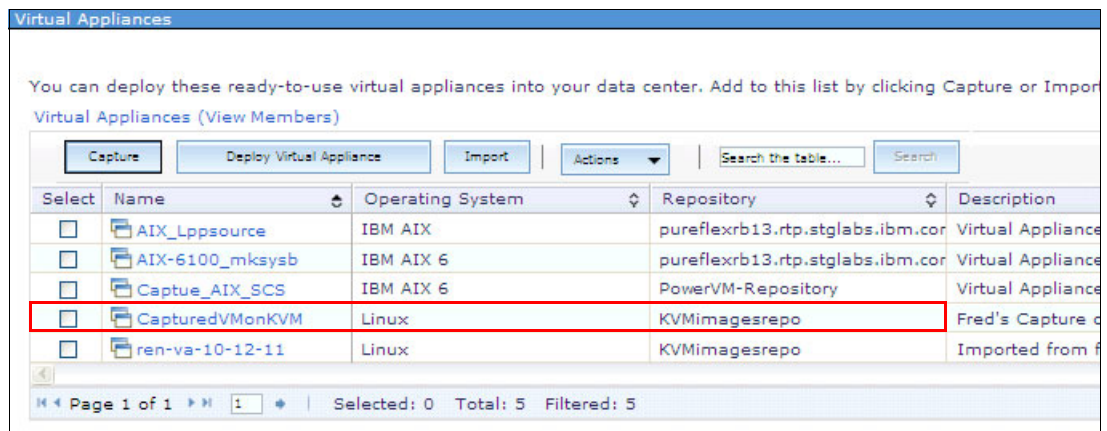 Virtual Appliances
You can deploy these ready-to-use virtual appliances into your data center. Add to this list by clicking Capture or Import
Virtual Appliances (View Members)
Capture Deploy Virtual Appliance Import Actions Search the table... Search
Select Name Operating System Repository Description
AIX_Lppsource IBM AIX pureflexrb13.rtp.stglabs.ibm.cor Virtual Appliance
AIX-6100_mksysb IBM AIX 6 pureflexrb13.rtp.stglabs.ibm.cor Virtual Appliance
Captue_AIX_SCS IBM AIX 6 PowerVM-Repository Virtual Appliance
CapturedVMonKVM Linux KVMimagesrepo Fred's Capture o
ren-va-10-12-11 Linux KVMimagesrepo Imported from f
Page 1 of 1 1 Selected: 0 Total: 5 Filtered: 5